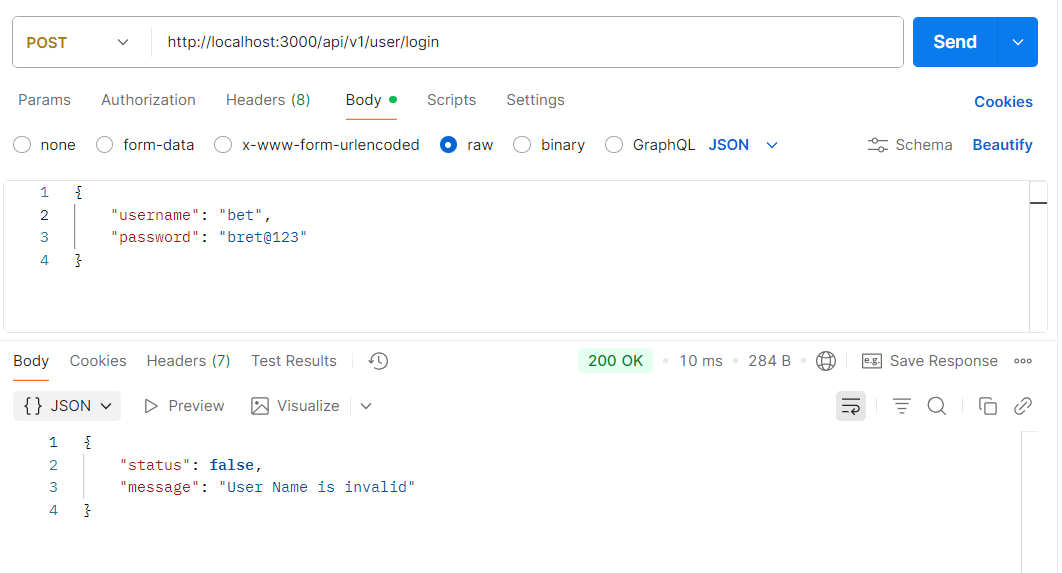 POST http://localhost:3000/api/v1/user/login Send
Params Authorization Headers (8) Body Scripts Settings Cookies
none form-data x-www-form-urlencoded raw binary GraphQL JSON Schema Beautify
1 {
2 "username": "bet",
3 "password": "bret@123"
4 }
Body Cookies Headers (7) Test Results 200 OK 10 ms 284 B e.g. Save Response
{} JSON Preview Visualize
1 {
2 "status": false,
3 "message": "User Name is invalid"
4 }